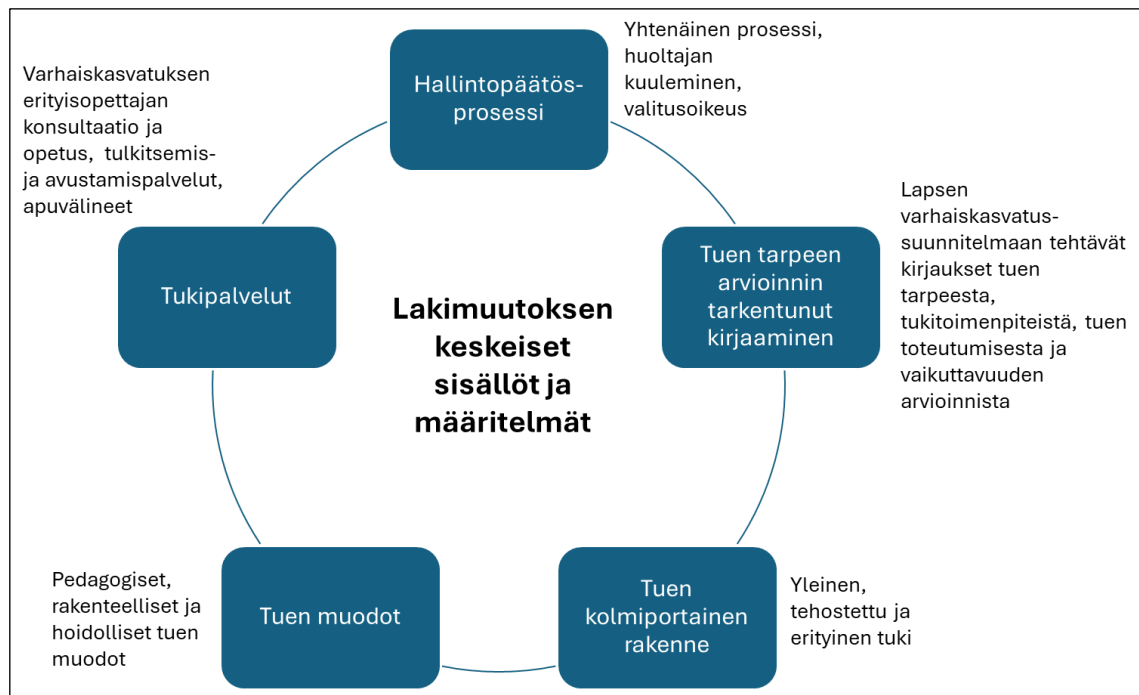 Hallintopäätös-
prosessi
Yhtenäinen prosessi,
huoltajan
kuuleminen,
valitusoikeus
Tuen tarpeen
arvioinnin
tarkentunut
kirjaaminen
Lapsen
varhaiskasvatus-
suunnitelmaan tehtävät
kirjaukset tuen
tarpeesta,
tukitoimenpiteistä, tuen
toteutumisesta ja
vaikuttavuuden
arvioinnista
Tuen
kolmiportainen
rakenne
Yleinen,
tehostettu ja
erityinen tuki
Tuen muodot
Pedagogiset,
rakenteelliset ja
hoidolliset tuen
muodot
Tukipalvelut
Varhaiskasvatuksen
erityisopettajan
konsultaatio ja
opetus, tulkitsemis-
ja avustamispalvelut,
apuvälineet
Lakimuutoksen
keskeiset
sisällöt ja
määritelmät